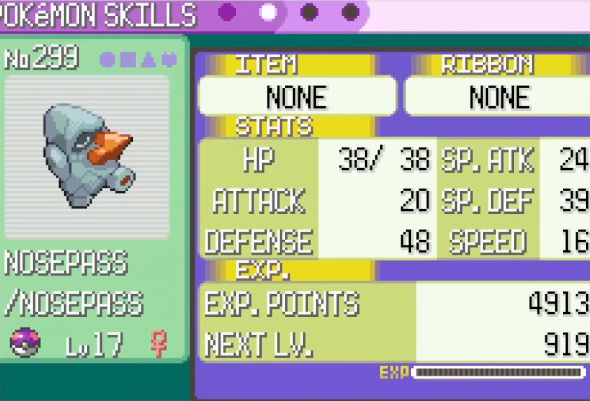 POKéMON SKILLS
No299
ITEM RIBBON
NONE NONE
STATS
HP 38/ 38 SP. ATK 24
ATTACK 20 SP. DEF 39
DEFENSE 48 SPEED 16
NOSEPASS
/NOSEPASS
Lv17 ♀
EXP.
EXP. POINTS 4913
NEXT LV. 919
EXP